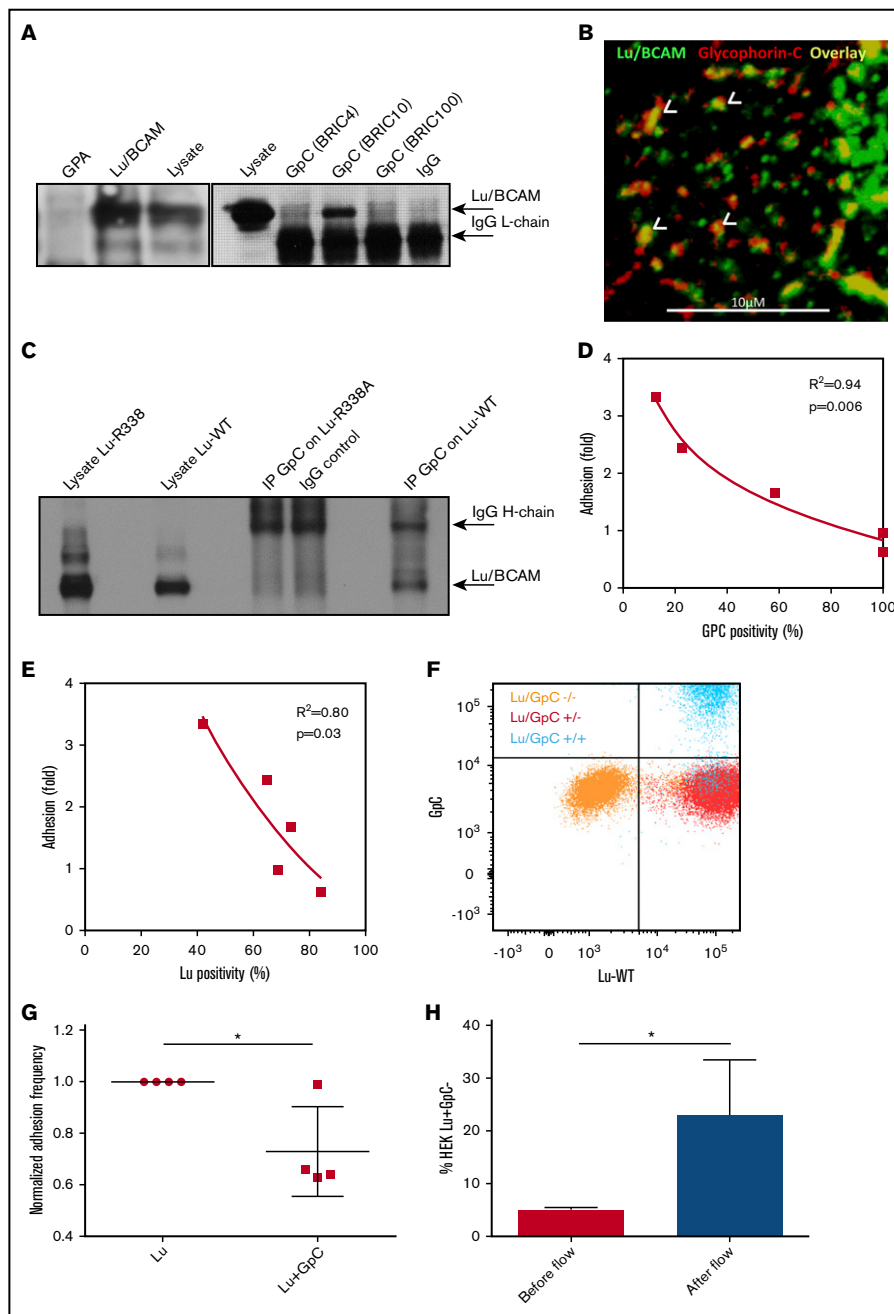 A
GPA
Lu/BCAM
Lysate
Lysate
GpC (BRIC4)
GpC (BRIC10)
GpC (BRIC100)
IgG
Lu/BCAM
IgG L-chain
B
Lu/BCAM Glycophorin-C Overlay
10µM
C
Lysate Lu-R338
Lysate Lu-WT
IP GpC on Lu-R338A
IgG control
IP GpC on Lu-WT
IgG H-chain
Lu/BCAM
D
R²=0.94
p=0.006
Adhesion (fold)
4
3
2
1
0
0 20 40 60 80 100
GPC positivity (%)
E
R²=0.80
p=0.03
Adhesion (fold)
4
3
2
1
0
0 20 40 60 80 100
Lu positivity (%)
F
Lu/GpC -/-
Lu/GpC +/-
Lu/GpC +/+
GpC
10⁵
10⁴
10³
0
-10³
-10³ 0 10³ 10⁴ 10⁵
Lu-WT
G
*
Normalized adhesion frequency
1.2
1.0
0.8
0.6
0.4
Lu
Lu+GpC
H
*
% HEK Lu+GpC-
40
30
20
10
0
Before flow
After flow